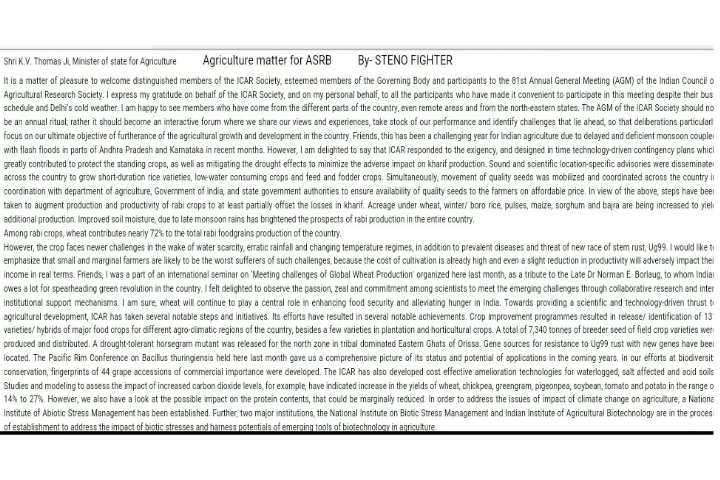 Shri K.V. Thomas Ji, Minister of state for Agriculture Agriculture matter for ASRB By- STENO FIGHTER
It is a matter of pleasure to welcome distinguished members of the ICAR Society, esteemed members of the Governing Body and participants to the 81st Annual General Meeting (AGM) of the Indian Council o
Agricultural Research Society. I express my gratitude on behalf of the ICAR Society, and on my personal behalf, to all the participants who have made it convenient to participate in this meeting despite their bus
schedule and Delhi's cold weather. I am happy to see members who have come from the different parts of the country, even remote areas and from the north-eastern states. The AGM of the ICAR Society should no
be an annual ritual; rather it should become an interactive forum where we share our views and experiences, take stock of our performance and identify challenges that lie ahead, so that deliberations particularl
focus on our ultimate objective of furtherance of the agricultural growth and development in the country. Friends, this has been a challenging year for Indian agriculture due to delayed and deficient monsoon couple
with flash floods in parts of Andhra Pradesh and Karnataka in recent months. However, I am delighted to say that ICAR responded to the exigency, and designed in time technology-driven contingency plans whic
greatly contributed to protect the standing crops, as well as mitigating the drought effects to minimize the adverse impact on kharif production. Sound and scientific location-specific advisories were disseminate
across the country to grow short-duration rice varieties, low-water consuming crops and feed and fodder crops. Simultaneously, movement of quality seeds was mobilized and coordinated across the country i
coordination with department of agriculture, Government of India, and state government authorities to ensure availability of quality seeds to the farmers on affordable price. In view of the above, steps have bee
taken to augment production and productivity of rabi crops to at least partially offset the losses in kharif. Acreage under wheat, winter/ boro rice, pulses, maize, sorghum and bajra are being increased to yiel
additional production. Improved soil moisture, due to late monsoon rains has brightened the prospects of rabi production in the entire country.
Among rabi crops, wheat contributes nearly 72% to the total rabi foodgrains production of the country.
However, the crop faces newer challenges in the wake of water scarcity, erratic rainfall and changing temperature regimes, in addition to prevalent diseases and threat of new race of stem rust, Ug99. I would like t
emphasize that small and marginal farmers are likely to be the worst sufferers of such challenges, because the cost of cultivation is already high and even a slight reduction in productivity will adversely impact thei
income in real terms. Friends, I was a part of an international seminar on 'Meeting challenges of Global Wheat Production' organized here last month, as a tribute to the Late Dr Norman E. Borlaug, to whom Indian
owes a lot for spearheading green revolution in the country. I felt delighted to observe the passion, zeal and commitment among scientists to meet the emerging challenges through collaborative research and inter
institutional support mechanisms. I am sure, wheat will continue to play a central role in enhancing food security and alleviating hunger in India. Towards providing a scientific and technology-driven thrust t
agricultural development, ICAR has taken several notable steps and initiatives. Its efforts have resulted in several notable achievements. Crop improvement programmes resulted in release/ identification of 13
varieties/ hybrids of major food crops for different agro-climatic regions of the country, besides a few varieties in plantation and horticultural crops. A total of 7,340 tonnes of breeder seed of field crop varieties wer
produced and distributed. A drought-tolerant horsegram mutant was released for the north zone in tribal dominated Eastern Ghats of Orissa. Gene sources for resistance to Ug99 rust with new genes have bee
located. The Pacific Rim Conference on Bacillus thuringiensis held here last month gave us a comprehensive picture of its status and potential of applications in the coming years. In our efforts at biodiversit
conservation, fingerprints of 44 grape accessions of commercial importance were developed. The ICAR has also developed cost effective amelioration technologies for waterlogged, salt affected and acid soils
Studies and modeling to assess the impact of increased carbon dioxide levels, for example, have indicated increase in the yields of wheat, chickpea, greengram, pigeonpea, soybean, tomato and potato in the range o
14% to 27%. However, we also have a look at the possible impact on the protein contents, that could be marginally reduced. In order to address the issues of impact of climate change on agriculture, a Nationa
Institute of Abiotic Stress Management has been established. Further, two major institutions, the National Institute on Biotic Stress Management and Indian Institute of Agricultural Biotechnology are in the proces
of establishment to address the impact of biotic stresses and harness potentials of emerging tools of biotechnology in agriculture.